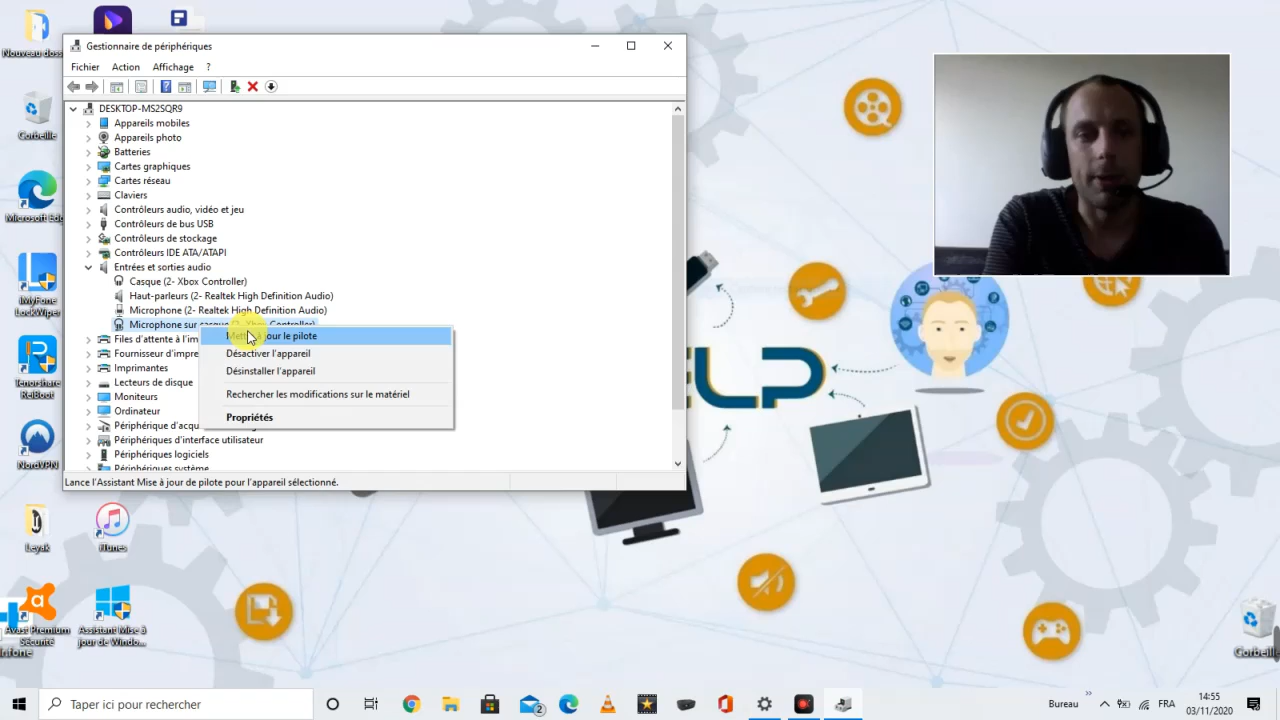 Nouveau doss
Corbeille
Microsoft Edg
iMyFone
LockWiper
Tenorshare
ReiBoot
NordVPN
Leyak
iTunes
Avast Premium
Sécurité
Assistant Mise à
jour de Windo...
Gestionnaire de périphériques
Fichier Action Affichage ?
DESKTOP-MS2SQR9
Appareils mobiles
Appareils photo
Batteries
Cartes graphiques
Cartes réseau
Claviers
Contrôleurs audio, vidéo et jeu
Contrôleurs de bus USB
Contrôleurs de stockage
Contrôleurs IDE ATA/ATAPI
Entrées et sorties audio
Casque (2- Xbox Controller)
Haut-parleurs (2- Realtek High Definition Audio)
Microphone (2- Realtek High Definition Audio)
Microphone sur casque (2- Xbox Controller)
Files d'attente à l'im
Fournisseur d'impre
Imprimantes
Lecteurs de disque
Moniteurs
Ordinateur
Périphérique d'acqu
Périphériques d'interface utilisateur
Périphériques logiciels
Périphériques système
jour le pilote
Désactiver l'appareil
Désinstaller l'appareil
Rechercher les modifications sur le matériel
Propriétés
Lance l'Assistant Mise à jour de pilote pour l'appareil sélectionné.
ELP
Corbeille
Taper ici pour rechercher
2
Bureau
FRA
14:55
03/11/2020